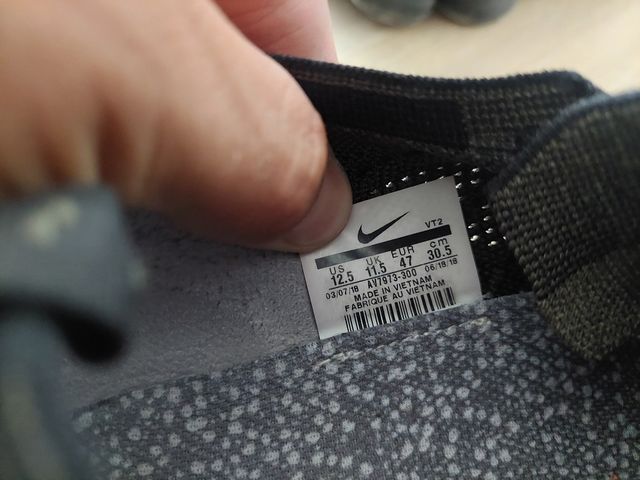 VT2
US UK EUR cm
12.5 11.5 47 30.5
03/07/18 AV7973-300 06/18/18
MADE IN VIETNAM
FABRIQUE AU VIETNAM